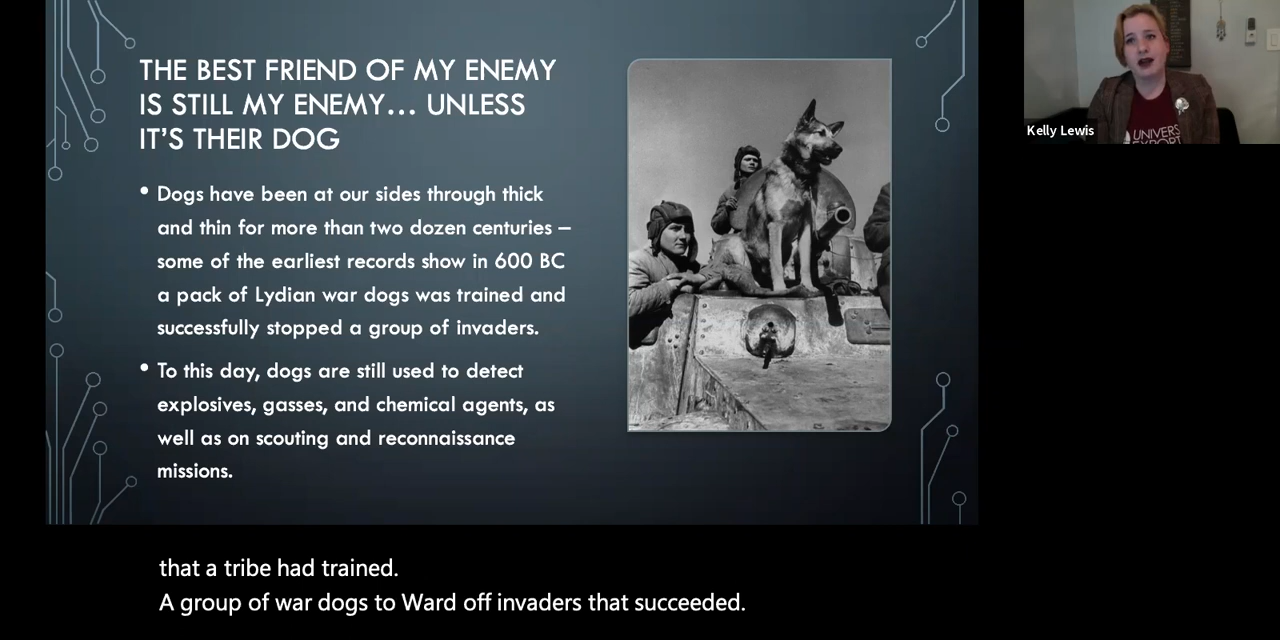 THE BEST FRIEND OF MY ENEMY
IS STILL MY ENEMY... UNLESS
IT'S THEIR DOG
• Dogs have been at our sides through thick
and thin for more than two dozen centuries –
some of the earliest records show in 600 BC
a pack of Lydian war dogs was trained and
successfully stopped a group of invaders.
• To this day, dogs are still used to detect
explosives, gasses, and chemical agents, as
well as on scouting and reconnaissance
missions.
Kelly Lewis
UNIVERS
EXPORT
that a tribe had trained.
A group of war dogs to Ward off invaders that succeeded.